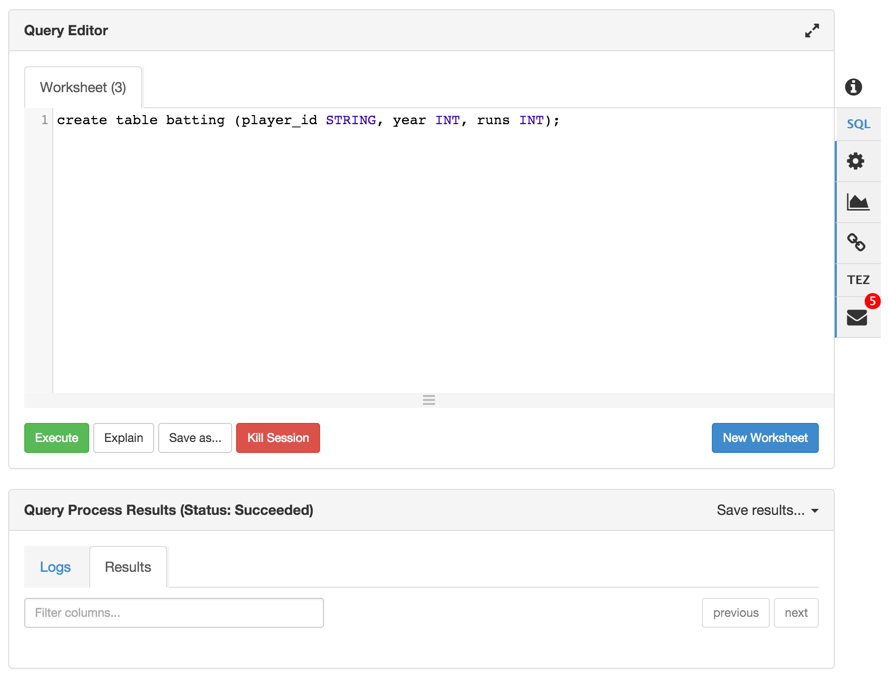 Query Editor
Worksheet (3)
SQL
1 create table batting (player_id STRING, year INT, runs INT);
TEZ
5
Execute Explain Save as... Kill Session New Worksheet
Query Process Results (Status: Succeeded) Save results...
Logs Results
Filter columns... previous next